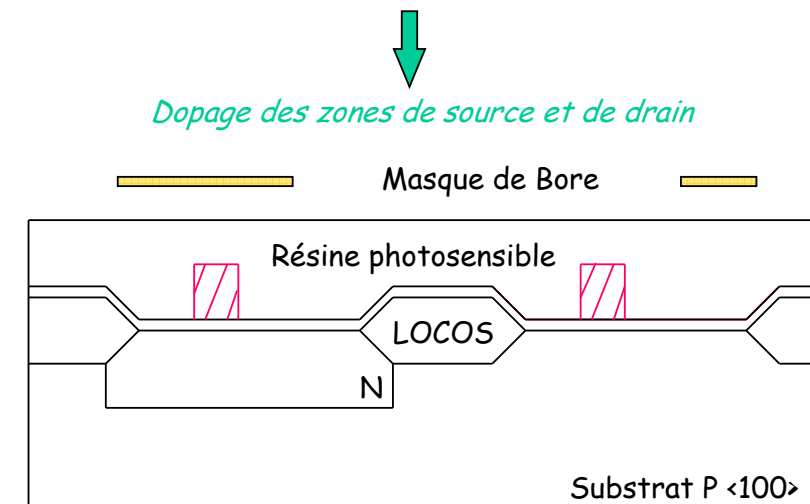 Dopage des zones de source et de drain
Masque de Bore
Résine photosensible
LOCOS
N
Substrat P <100>